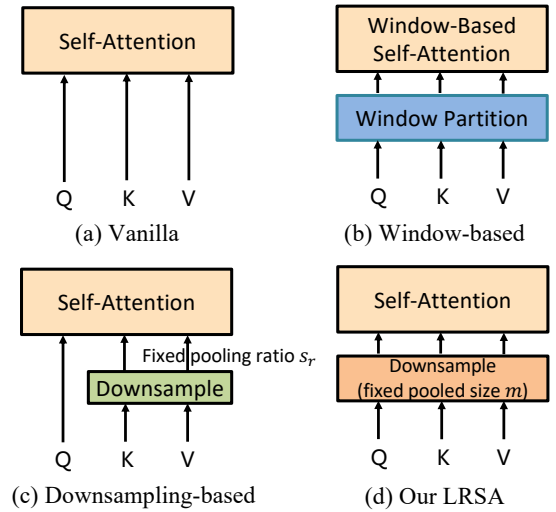 Self-Attention
Q K V
(a) Vanilla
Window-Based
Self-Attention
Window Partition
Q K V
(b) Window-based
Self-Attention
Fixed pooling ratio s_r
Downsample
Q K V
(c) Downsampling-based
Self-Attention
Downsample
(fixed pooled size m)
Q K V
(d) Our LRSA